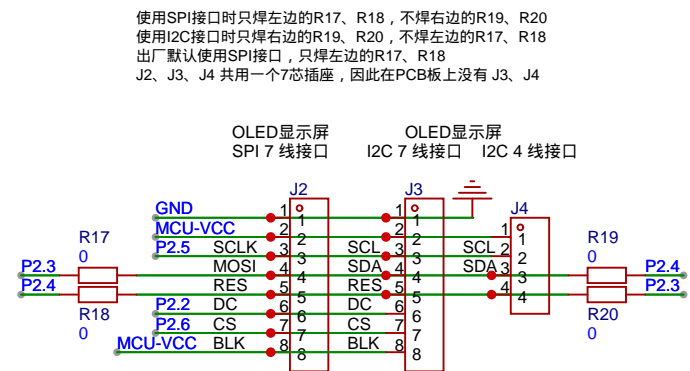 使用SPI接口时只焊左边的R17、R18，不焊右边的R19、R20
使用I2C接口时只焊右边的R19、R20，不焊左边的R17、R18
出厂默认使用SPI接口，只焊左边的R17、R18
J2、J3、J4 共用一个7芯插座，因此在PCB板上没有 J3、J4
OLED显示屏 OLED显示屏
SPI 7 线接口 I2C 7 线接口 I2C 4 线接口
J2 J3 J4
GND 1 1 1 1
MCU-VCC 2 2 2 2 1 1
R17 P2.5 SCLK 3 3 SCL 3 3 SCL 2 2 R19
0 0
P2.3 MOSI 4 4 SDA 4 4 SDA 3 3 P2.4
P2.4 RES 5 5 RES 5 5 4 4 P2.3
R18 P2.2 DC 6 6 DC 6 6 R20
0 P2.6 CS 7 7 CS 7 7 0
MCU-VCC BLK 8 8 BLK 8 8